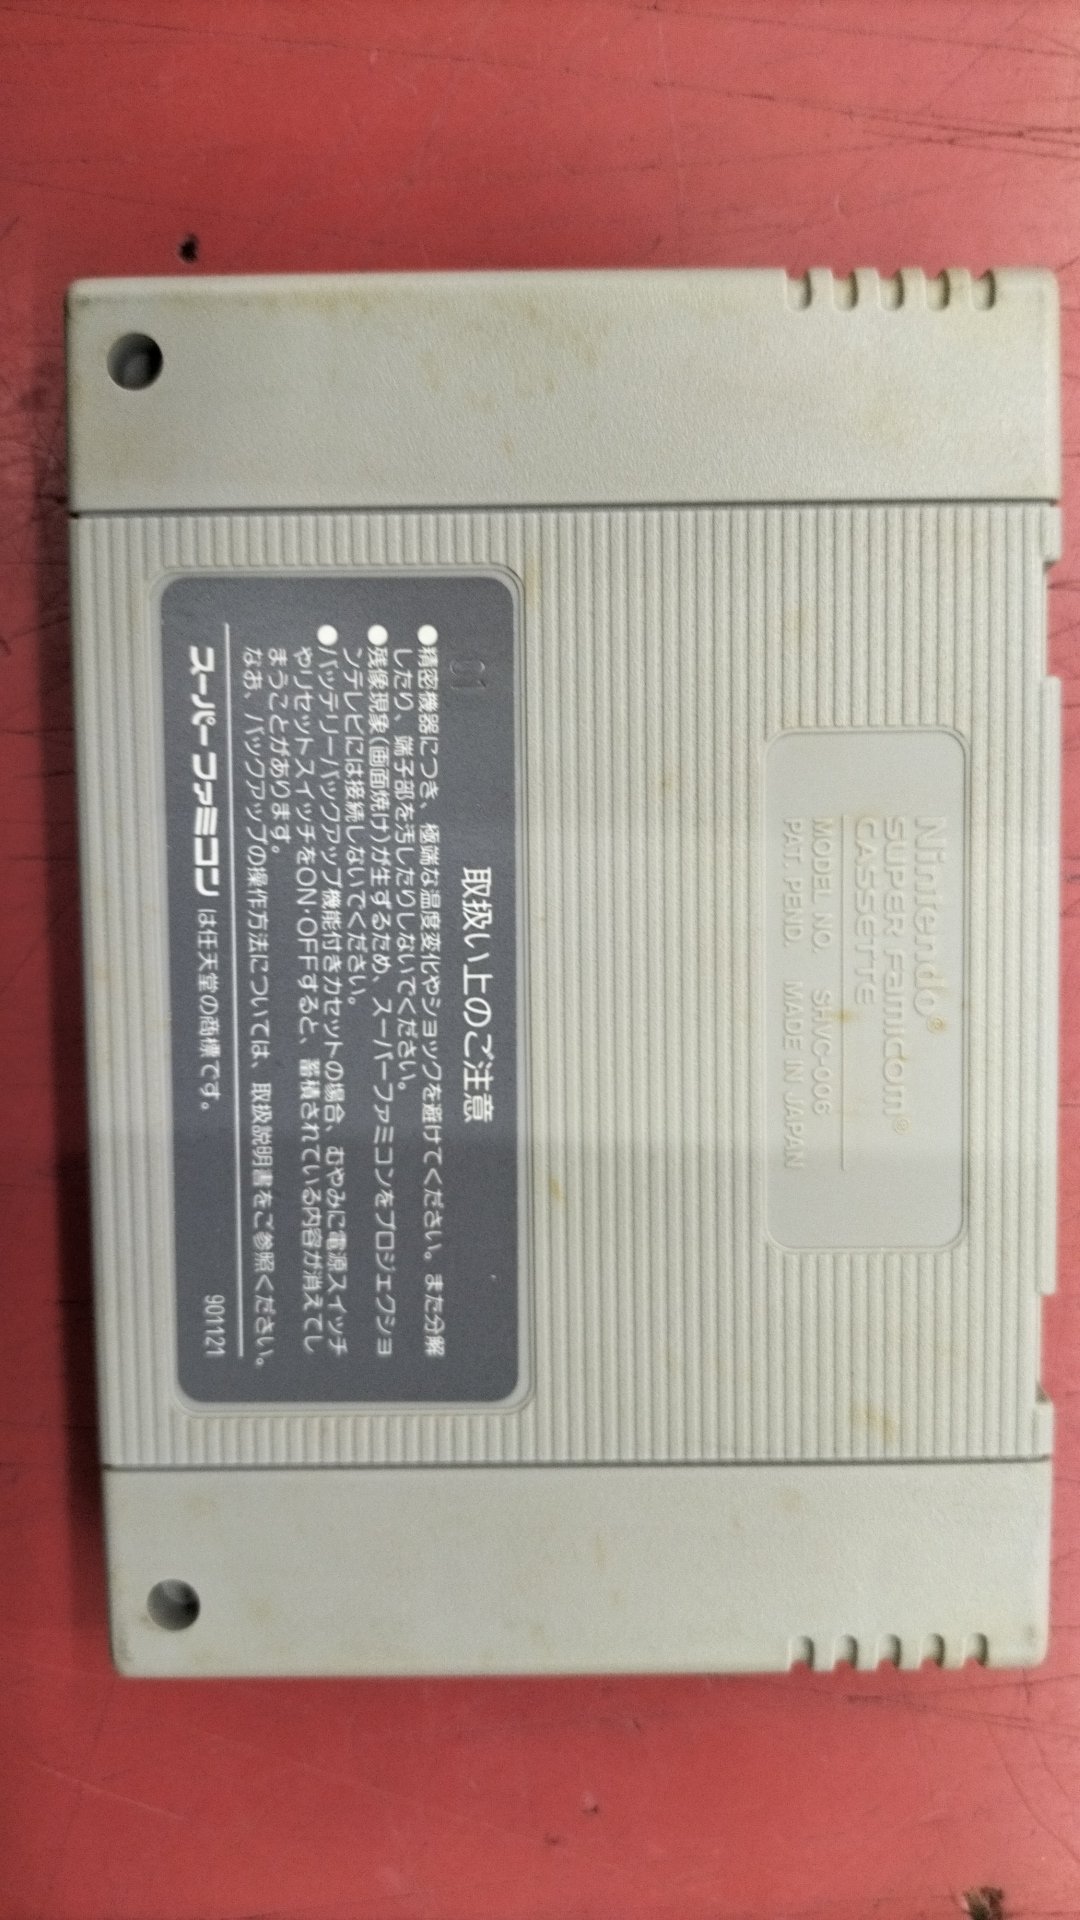 Nintendo®
SUPER Famicom®
CASSETTE
MODEL NO. SHVC-006
PAT. PEND. MADE IN JAPAN
取扱い上のご注意
●精密機器につき、極端な温度変化やショックを避けてください。また分解
したり、端子部を汚したりしないでください。
●残像現象(画面焼け)が生ずるため、スーパーファミコンをプロジェクショ
ンテレビには接続しないでください。
●バッテリーバックアップ機能付きカセットの場合、むやみに電源スイッチ
やリセットスイッチをON・OFFすると、蓄積されている内容が消えてし
まうことがあります。
なお、バックアップの操作方法については、取扱説明書をご参照ください。
スーパーファミコンは任天堂の商標です。 901121